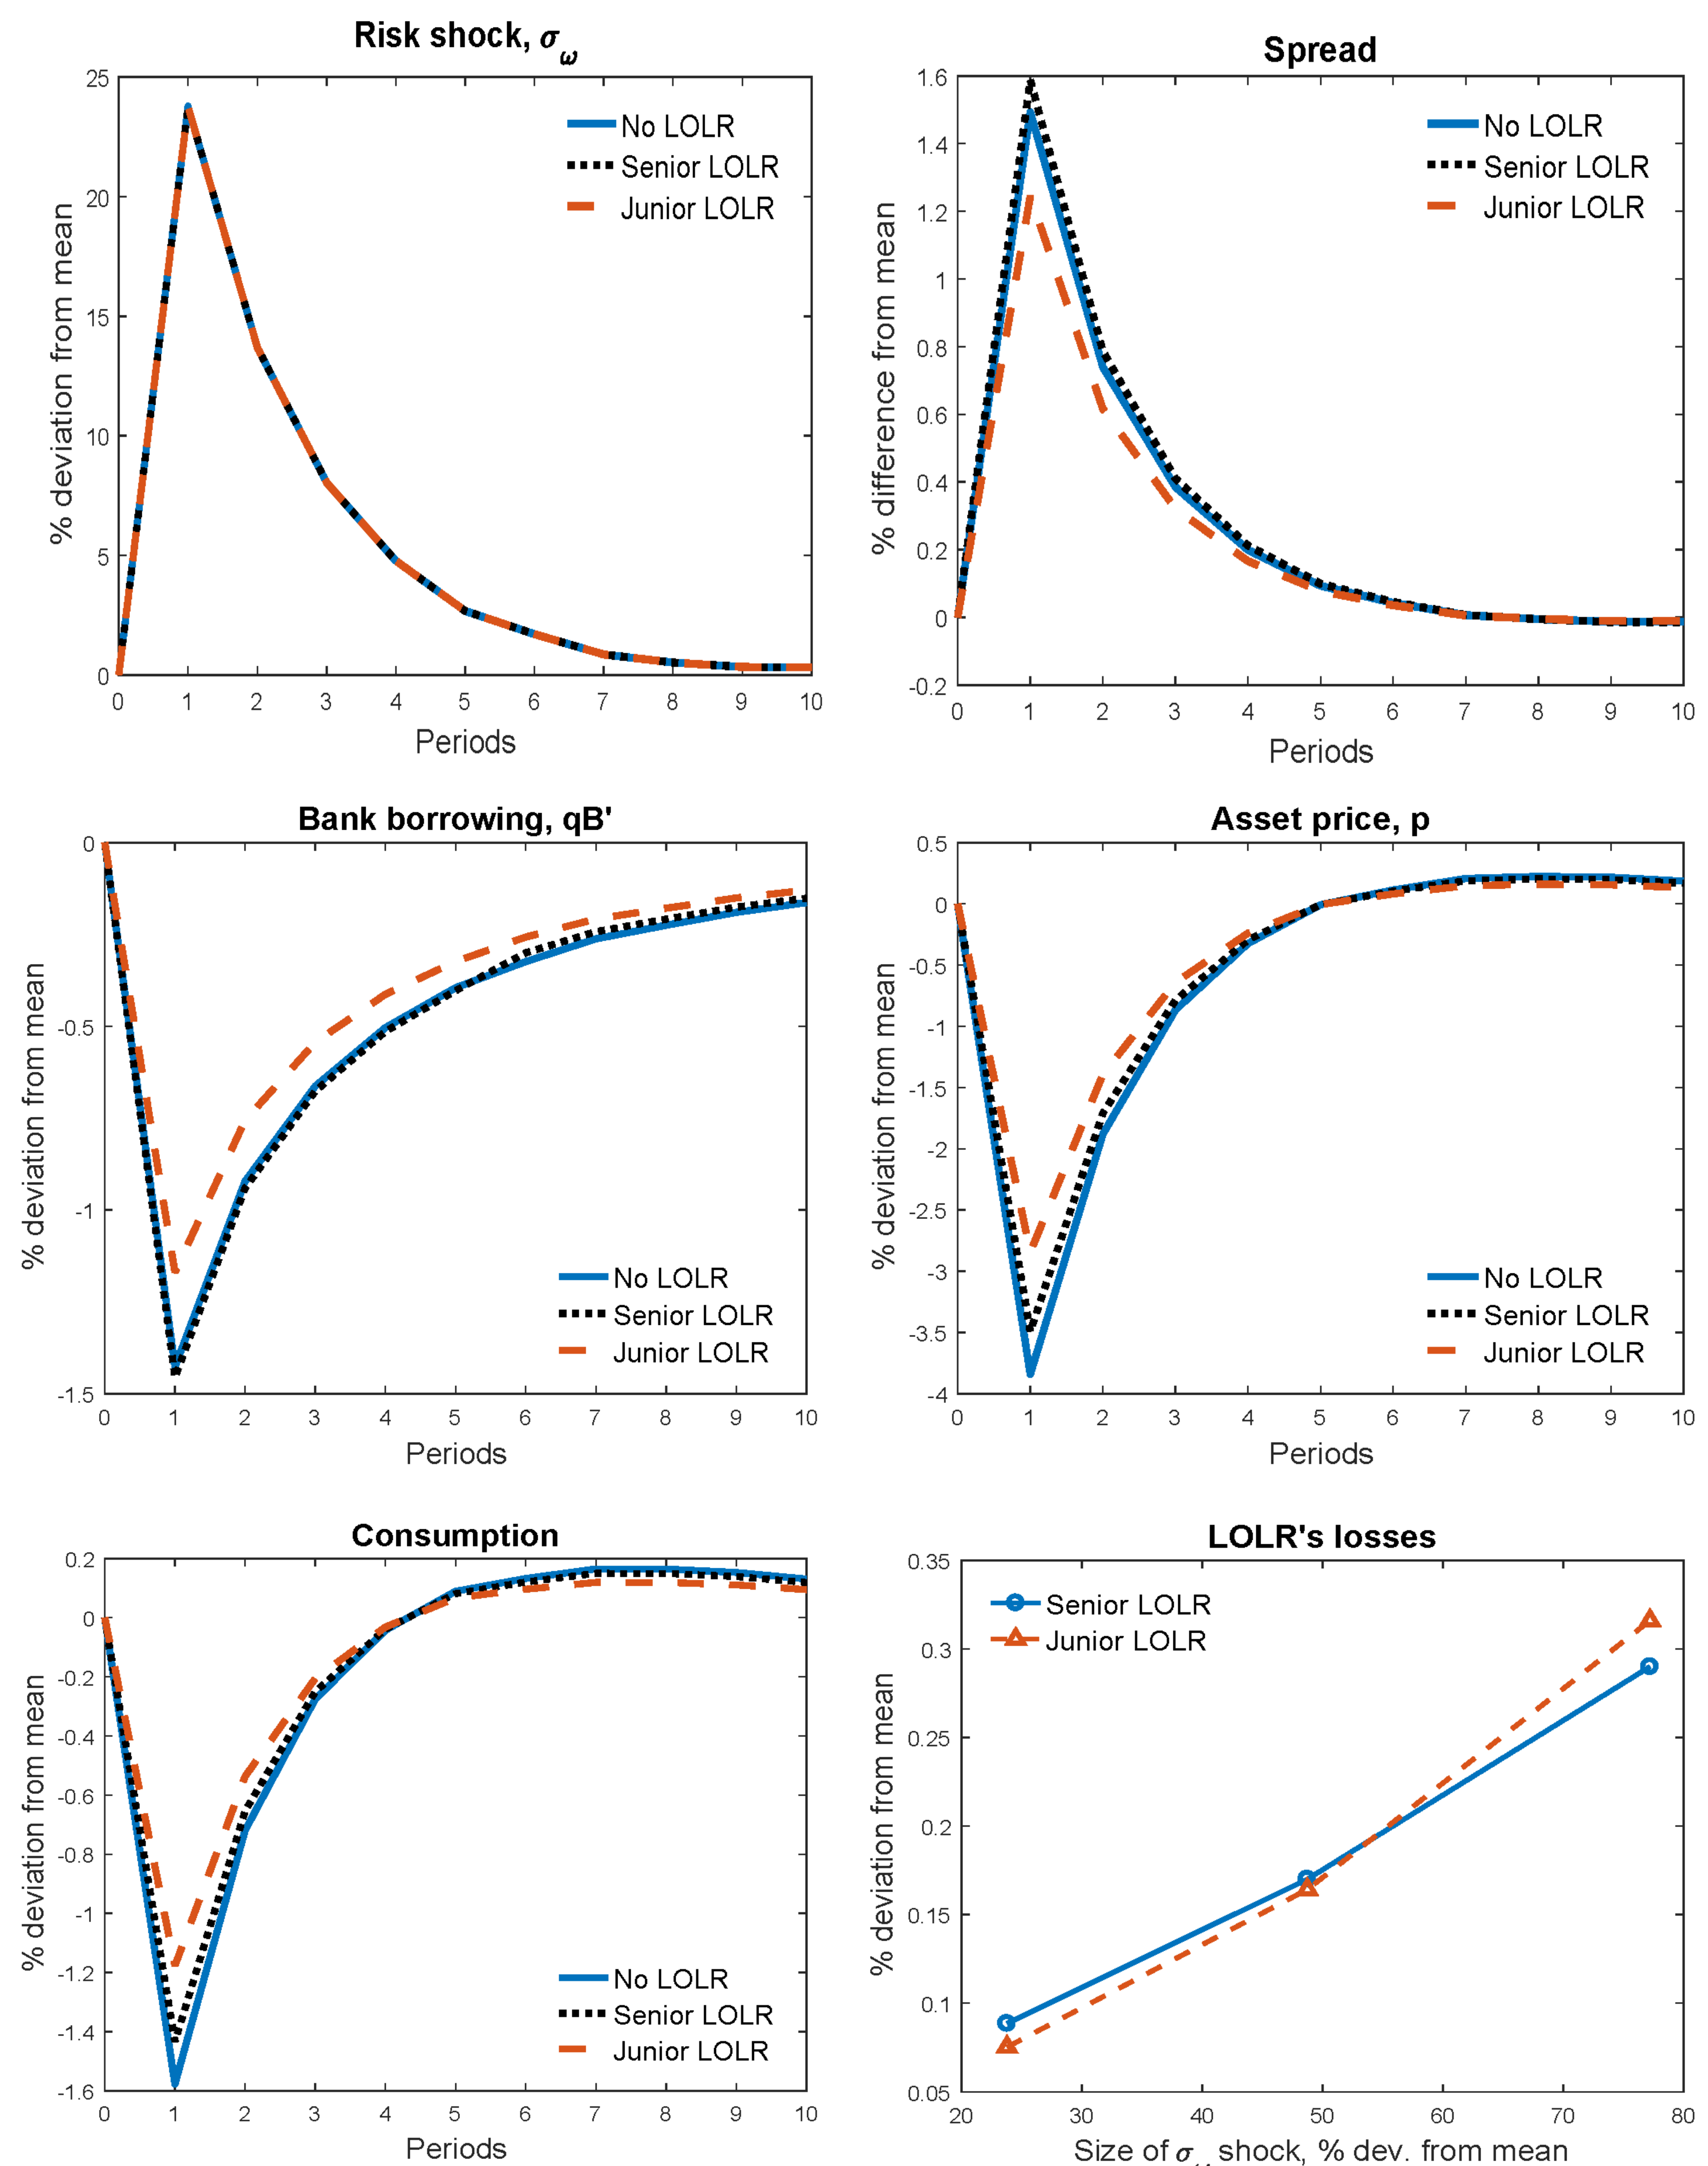 Risk shock, σω
% deviation from mean
25
20
15
10
5
0
No LOLR
Senior LOLR
Junior LOLR
0 1 2 3 4 5 6 7 8 9 10
Periods
Spread
% difference from mean
1.6
1.4
1.2
1
0.8
0.6
0.4
0.2
0
-0.2
No LOLR
Senior LOLR
Junior LOLR
0 1 2 3 4 5 6 7 8 9 10
Periods
Bank borrowing, qB'
% deviation from mean
0
-0.5
-1
-1.5
No LOLR
Senior LOLR
Junior LOLR
0 1 2 3 4 5 6 7 8 9 10
Periods
Asset price, p
% deviation from mean
0.5
0
-0.5
-1
-1.5
-2
-2.5
-3
-3.5
-4
No LOLR
Senior LOLR
Junior LOLR
0 1 2 3 4 5 6 7 8 9 10
Periods
Consumption
% deviation from mean
0.2
0
-0.2
-0.4
-0.6
-0.8
-1
-1.2
-1.4
-1.6
No LOLR
Senior LOLR
Junior LOLR
0 1 2 3 4 5 6 7 8 9 10
Periods
LOLR's losses
% deviation from mean
0.35
0.3
0.25
0.2
0.15
0.1
0.05
Senior LOLR
Junior LOLR
20 30 40 50 60 70 80
Size of σ shock, % dev. from mean